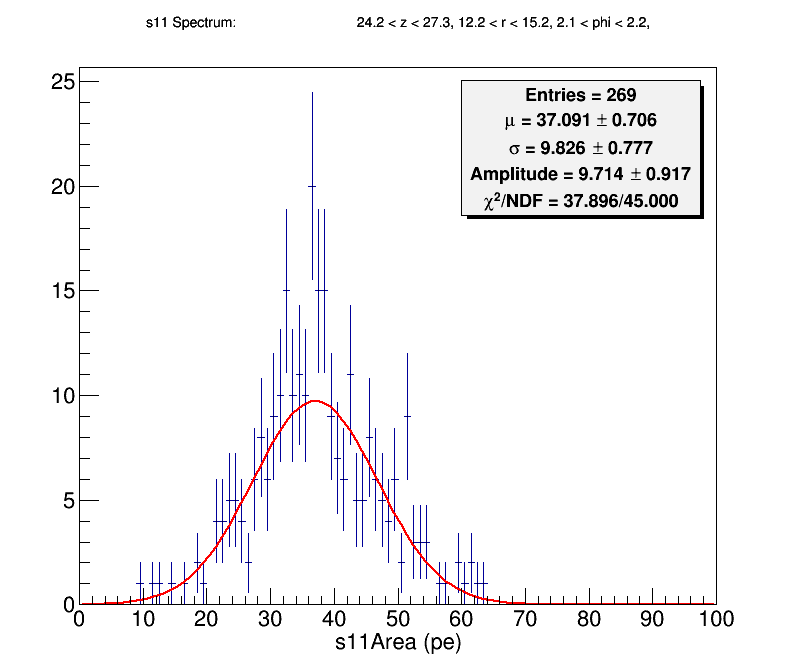 s11 Spectrum: 24.2 < z < 27.3, 12.2 < r < 15.2, 2.1 < phi < 2.2,
Entries = 269
μ = 37.091 ± 0.706
σ = 9.826 ± 0.777
Amplitude = 9.714 ± 0.917
χ²/NDF = 37.896/45.000
25
20
15
10
5
0
0 10 20 30 40 50 60 70 80 90 100
s11Area (pe)